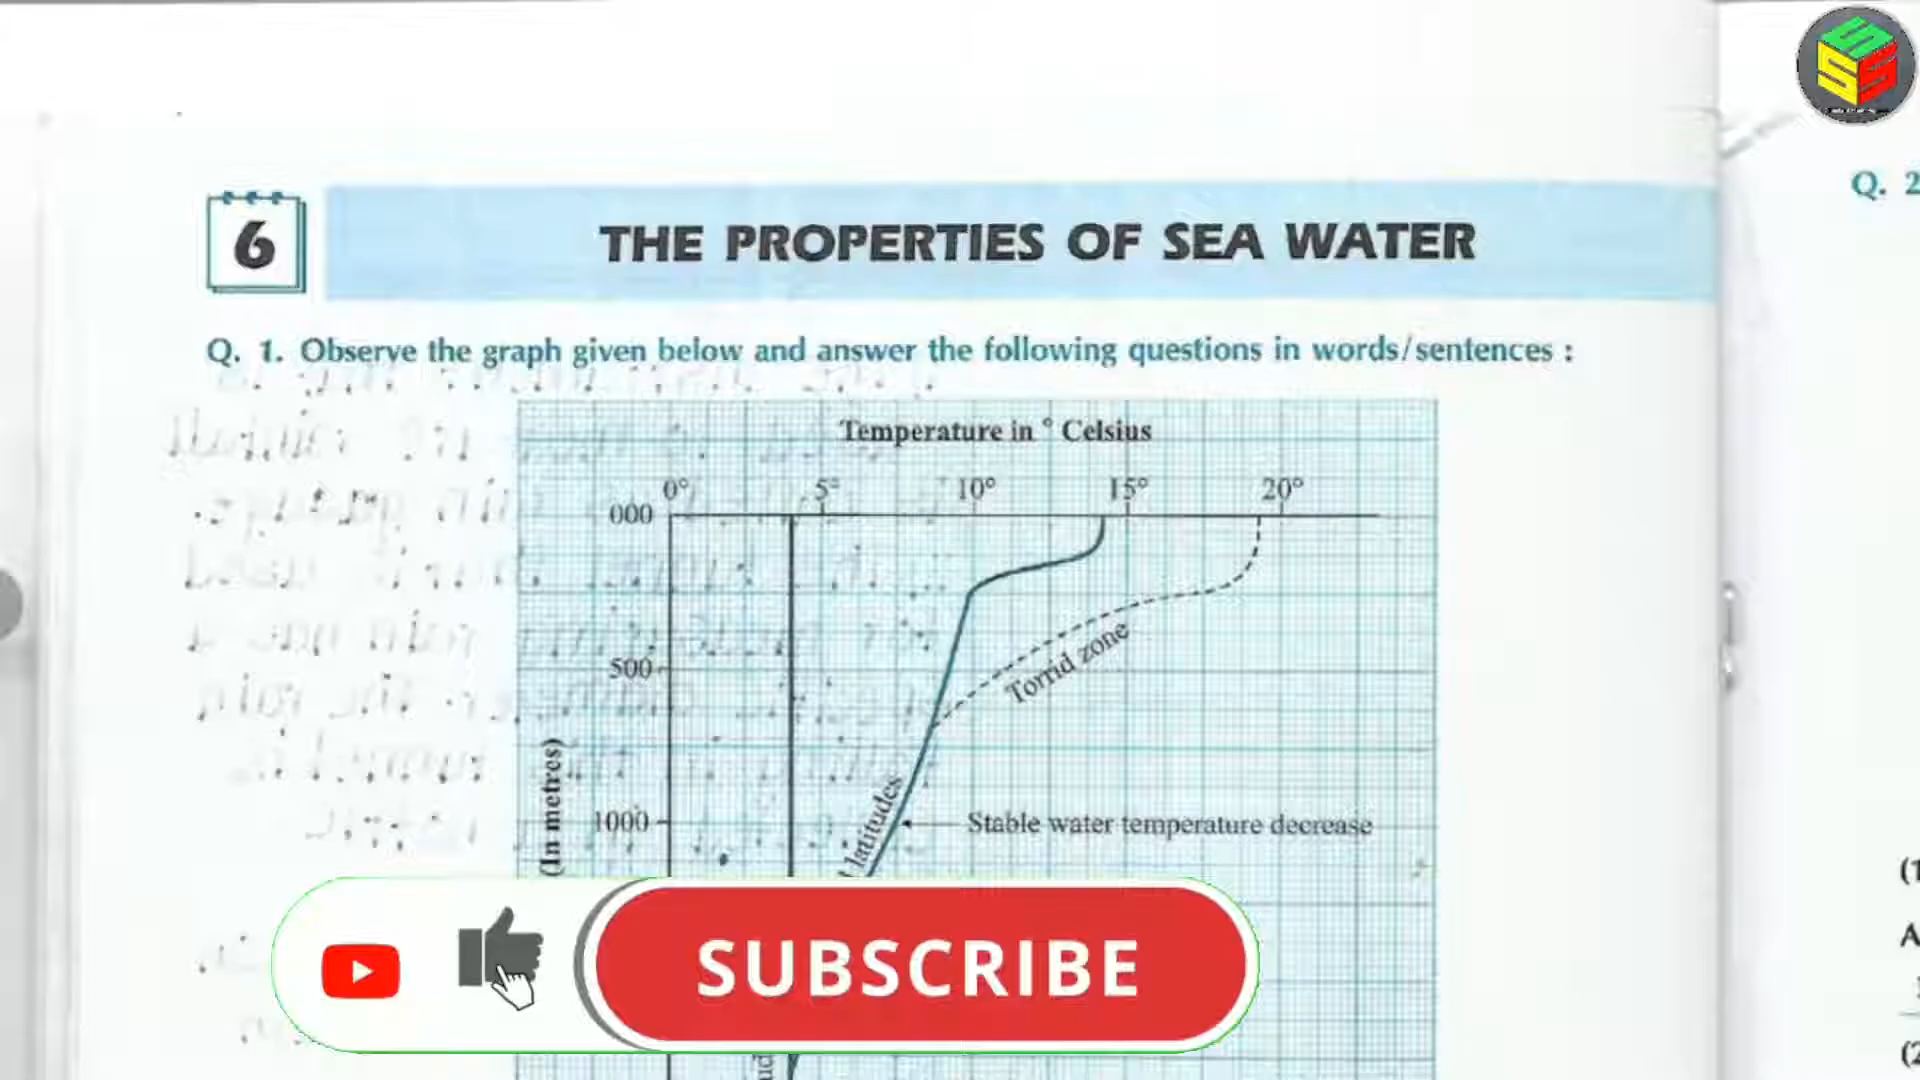 6
THE PROPERTIES OF SEA WATER
Q. 2
Q. 1. Observe the graph given below and answer the following questions in words/sentences :
Temperature in ° Celsius
0° 5° 10° 15° 20°
000
500
Torrid zone
(In metres)
1000
latitudes
Stable water temperature decrease
SUBSCRIBE